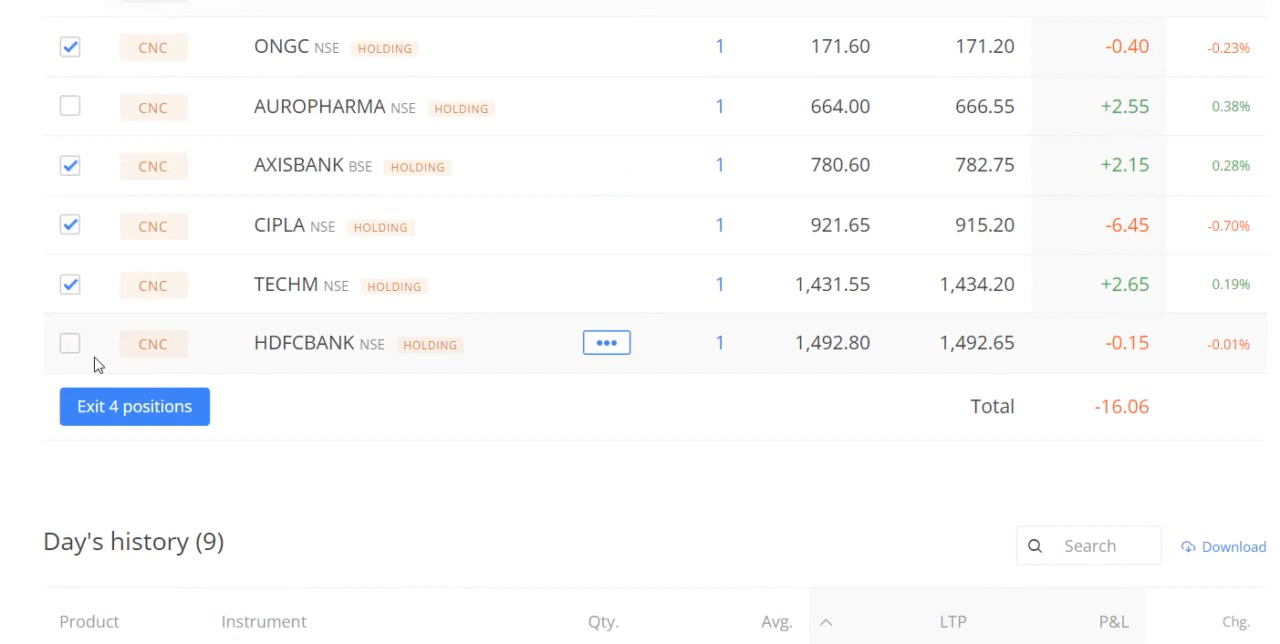 CNC ONGC NSE HOLDING 1 171.60 171.20 -0.40 -0.23%
CNC AUROPHARMA NSE HOLDING 1 664.00 666.55 +2.55 0.38%
CNC AXISBANK BSE HOLDING 1 780.60 782.75 +2.15 0.28%
CNC CIPLA NSE HOLDING 1 921.65 915.20 -6.45 -0.70%
CNC TECHM NSE HOLDING 1 1,431.55 1,434.20 +2.65 0.19%
CNC HDFCBANK NSE HOLDING ••• 1 1,492.80 1,492.65 -0.15 -0.01%
Exit 4 positions Total -16.06
Day's history (9) Search Download
Product Instrument Qty. Avg. LTP P&L Chg.